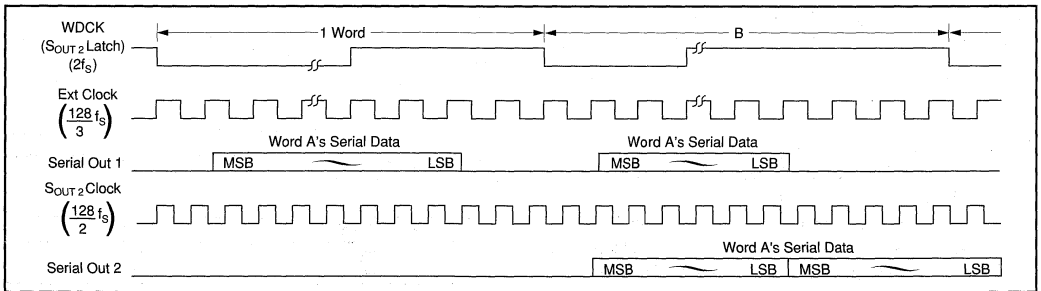 WDCK
(SOUT 2 Latch)
(2fS)
1 Word
B
Ext Clock
(128/3 fS)
Word A's Serial Data
Word A's Serial Data
Serial Out 1
MSB
LSB
MSB
LSB
SOUT 2 Clock
(128/2 fS)
Word A's Serial Data
Serial Out 2
MSB
LSB
MSB
LSB